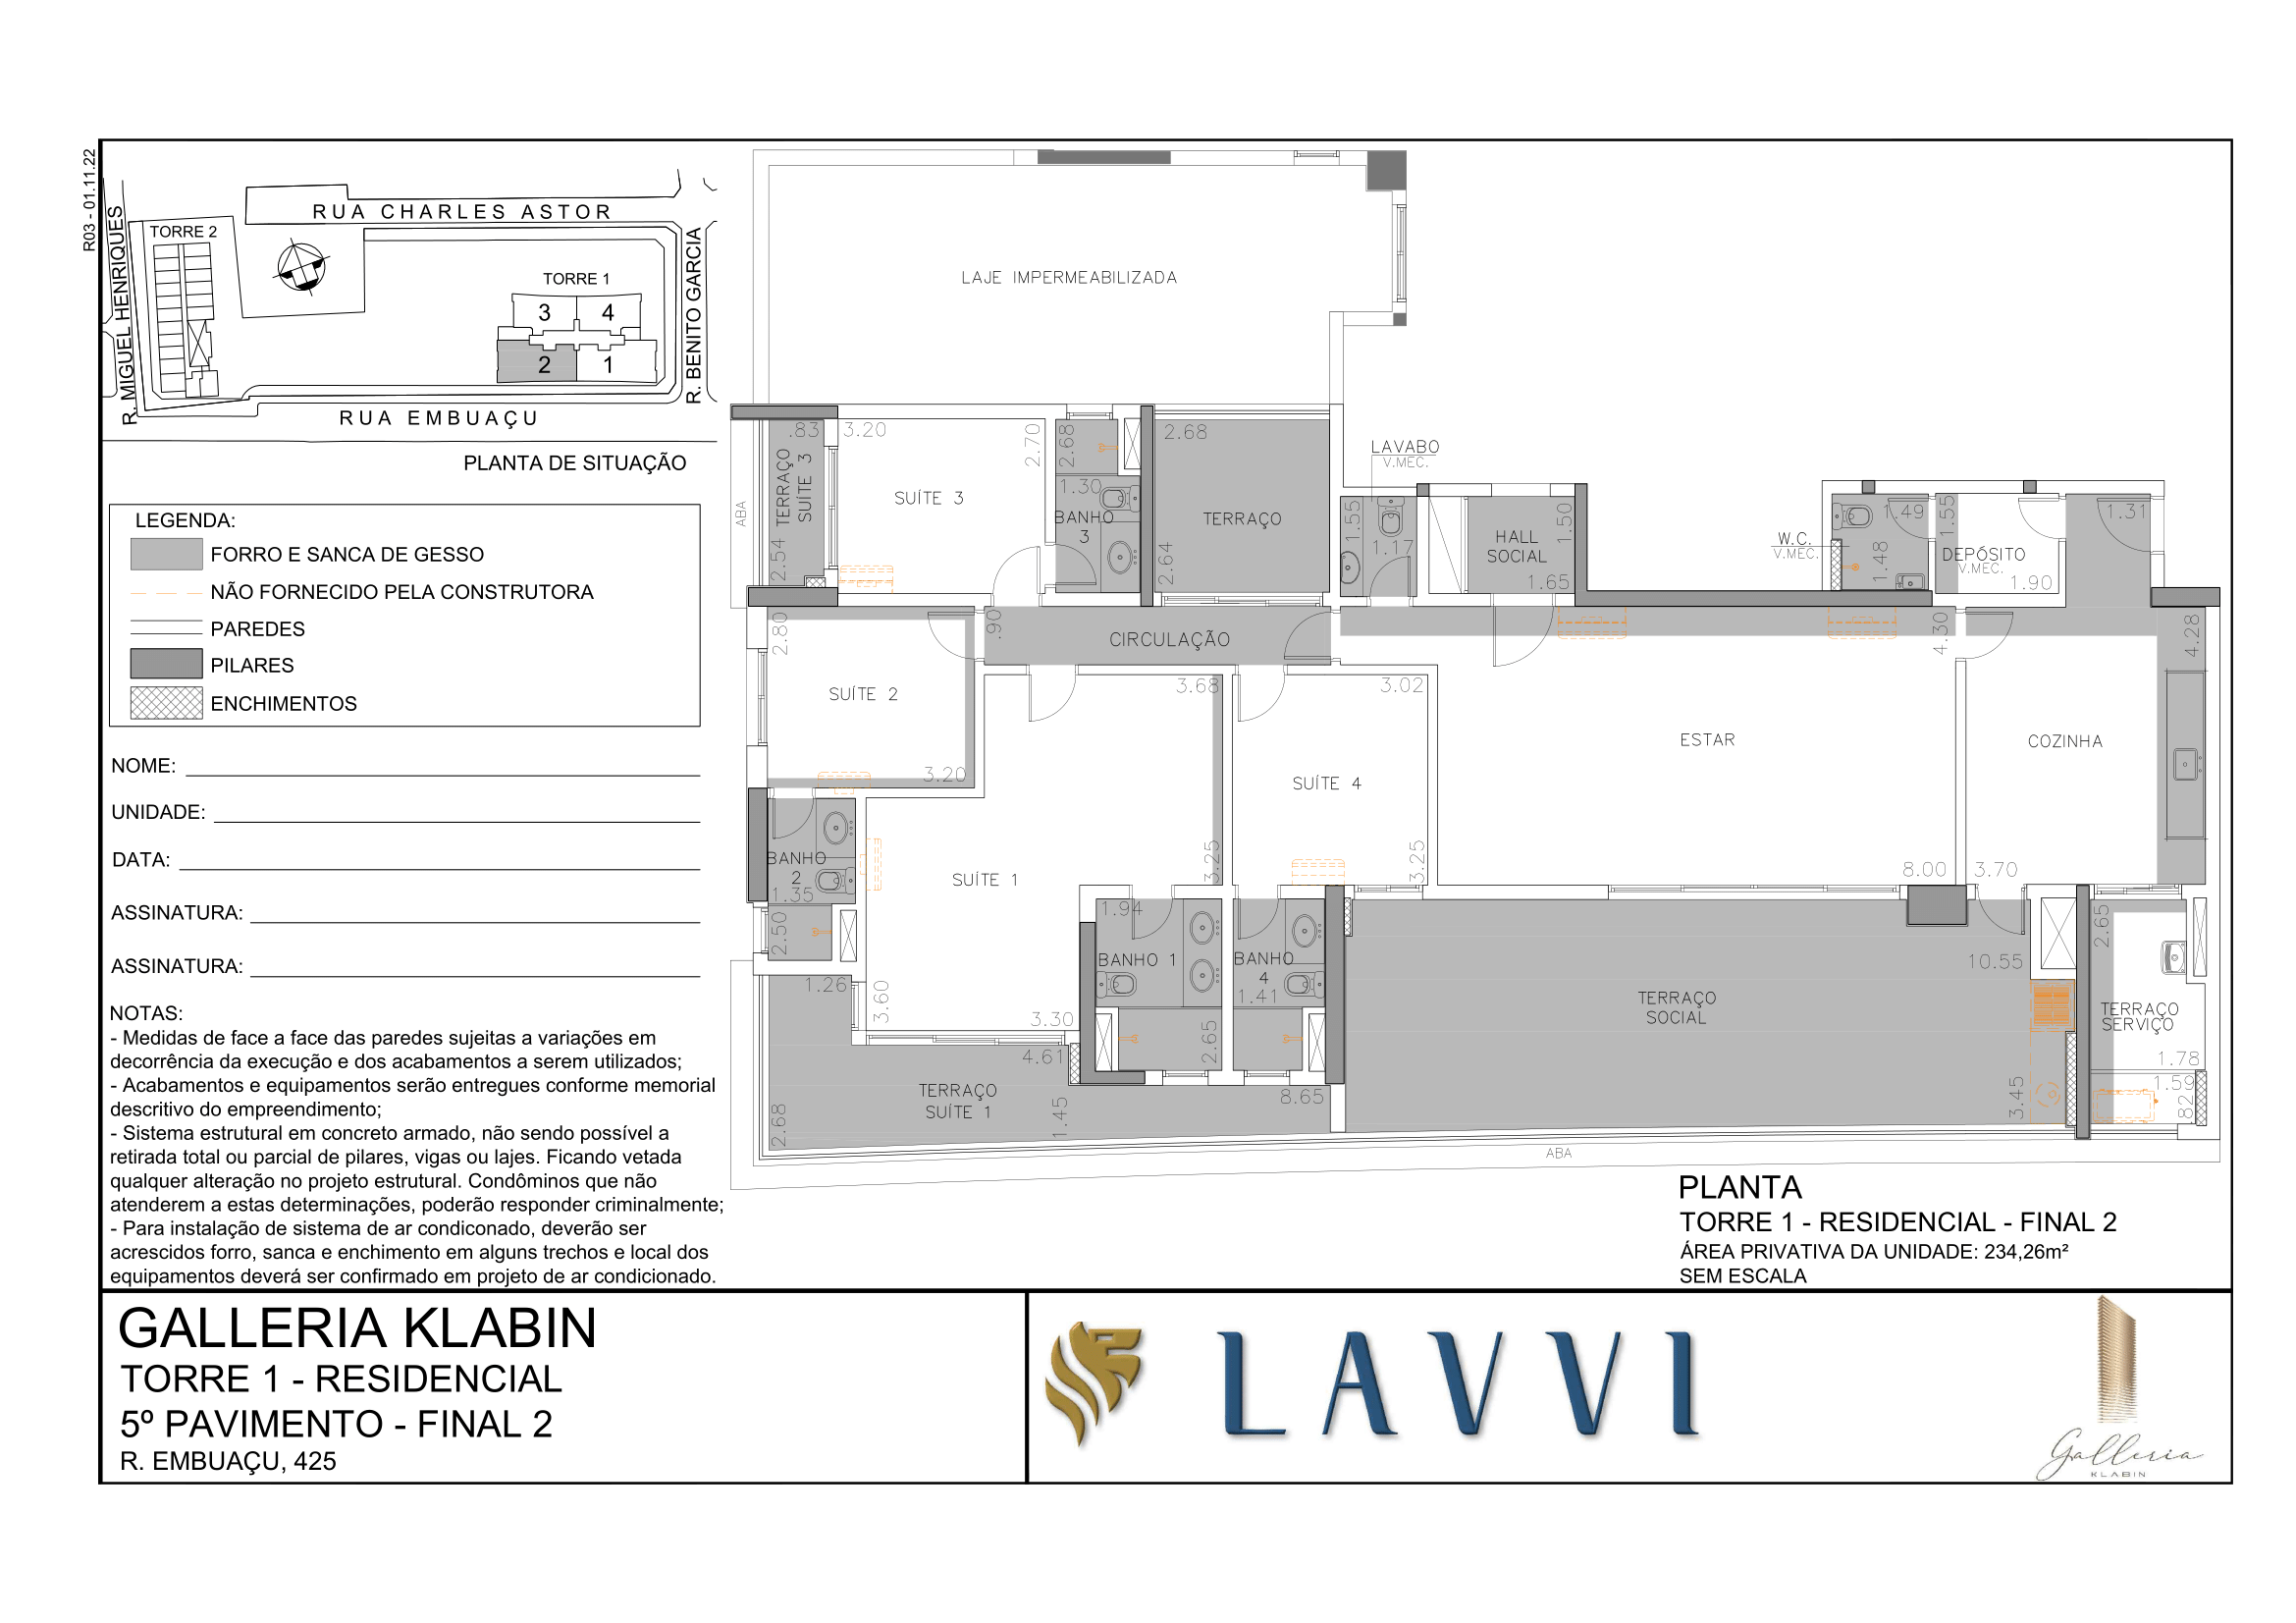 R03 - 01.11.22
RUA CHARLES ASTOR
R. MIGUEL HENRIQUES
TORRE 2
TORRE 1
3
4
2
1
R. BENITO GARCIA
RUA EMBUAÇU
PLANTA DE SITUAÇÃO
LEGENDA:
FORRO E SANCA DE GESSO
NÃO FORNECIDO PELA CONSTRUTORA
PAREDES
PILARES
ENCHIMENTOS
NOME:
UNIDADE:
DATA:
ASSINATURA:
ASSINATURA:
NOTAS:
- Medidas de face a face das paredes sujeitas a variações em
decorrência da execução e dos acabamentos a serem utilizados;
- Acabamentos e equipamentos serão entregues conforme memorial
descritivo do empreendimento;
- Sistema estrutural em concreto armado, não sendo possível a
retirada total ou parcial de pilares, vigas ou lajes. Ficando vetada
qualquer alteração no projeto estrutural. Condôminos que não
atenderem a estas determinações, poderão responder criminalmente;
- Para instalação de sistema de ar condiconado, deverão ser
acrescidos forro, sanca e enchimento em alguns trechos e local dos
equipamentos deverá ser confirmado em projeto de ar condicionado.
LAJE IMPERMEABILIZADA
ABA
.83
TERRAÇO
SUÍTE 3
2.54
3.20
2.70
SUÍTE 3
2.68
1.30
BANHO
3
2.68
TERRAÇO
2.64
LAVABO
V.MEC.
1.55
1.17
HALL
SOCIAL
1.50
1.65
W.C.
V.MEC.
1.49
1.48
1.55
DEPÓSITO
V.MEC.
1.90
1.31
2.80
SUÍTE 2
3.20
.90
CIRCULAÇÃO
3.68
3.02
4.30
4.28
SUÍTE 4
ESTAR
COZINHA
BANHO
2
1.35
2.50
SUÍTE 1
3.25
3.25
8.00
3.70
1.94
BANHO 1
BANHO
4
1.41
10.55
2.65
1.26
3.60
3.30
2.65
TERRAÇO
SOCIAL
TERRAÇO
SERVIÇO
1.78
1.59
.82
4.61
TERRAÇO
SUÍTE 1
2.68
1.45
8.65
3.45
ABA
PLANTA
TORRE 1 - RESIDENCIAL - FINAL 2
ÁREA PRIVATIVA DA UNIDADE: 234,26m²
SEM ESCALA
GALLERIA KLABIN
TORRE 1 - RESIDENCIAL
5º PAVIMENTO - FINAL 2
R. EMBUAÇU, 425
LAVVI
Galleria
KLABIN